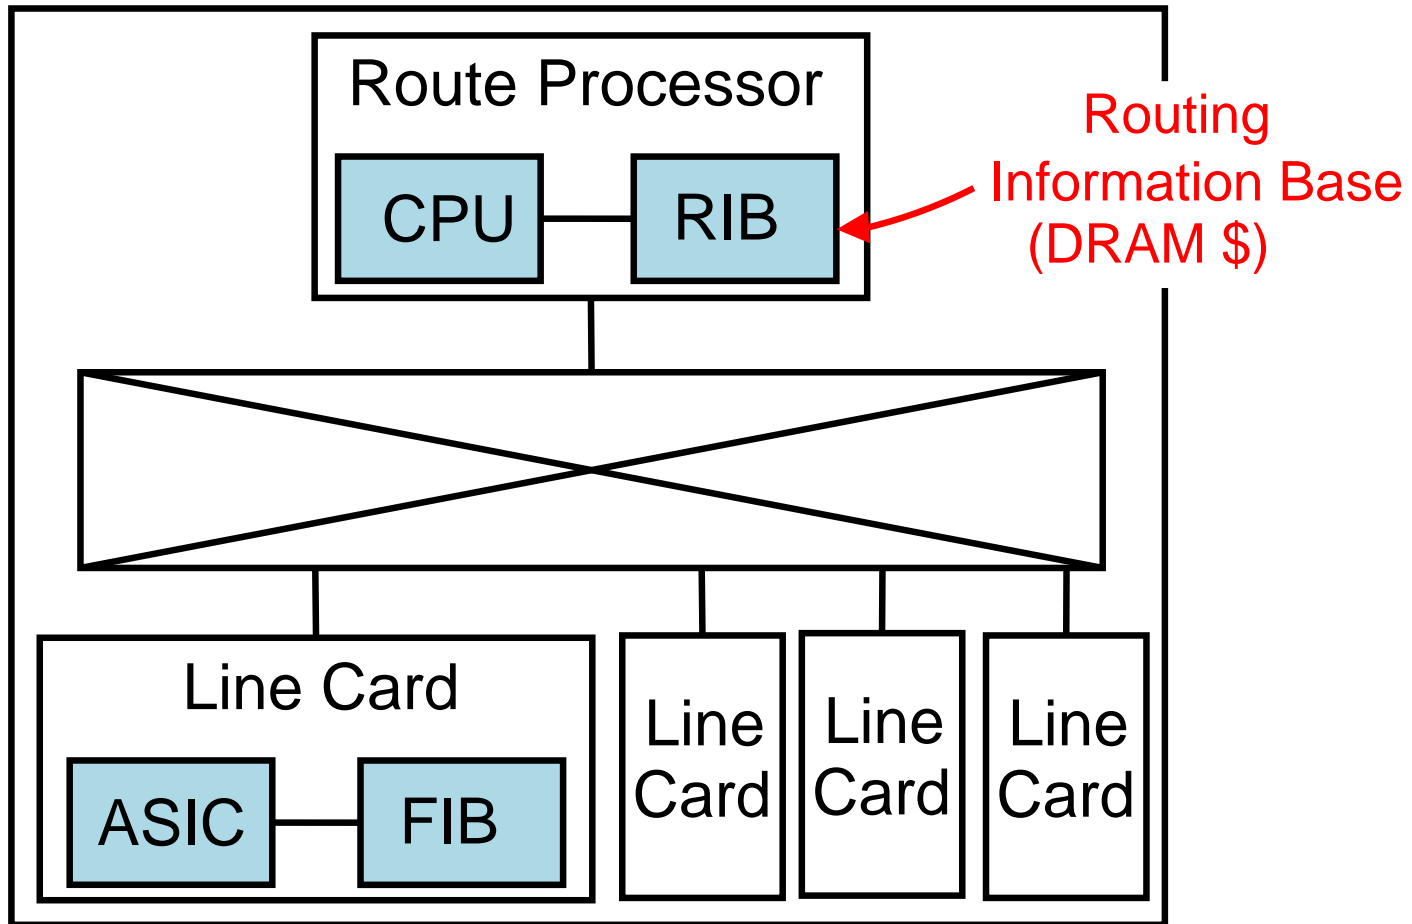 Route Processor
CPU
RIB
Routing
Information Base
(DRAM $)
Line Card
ASIC
FIB
Line
Card
Line
Card
Line
Card